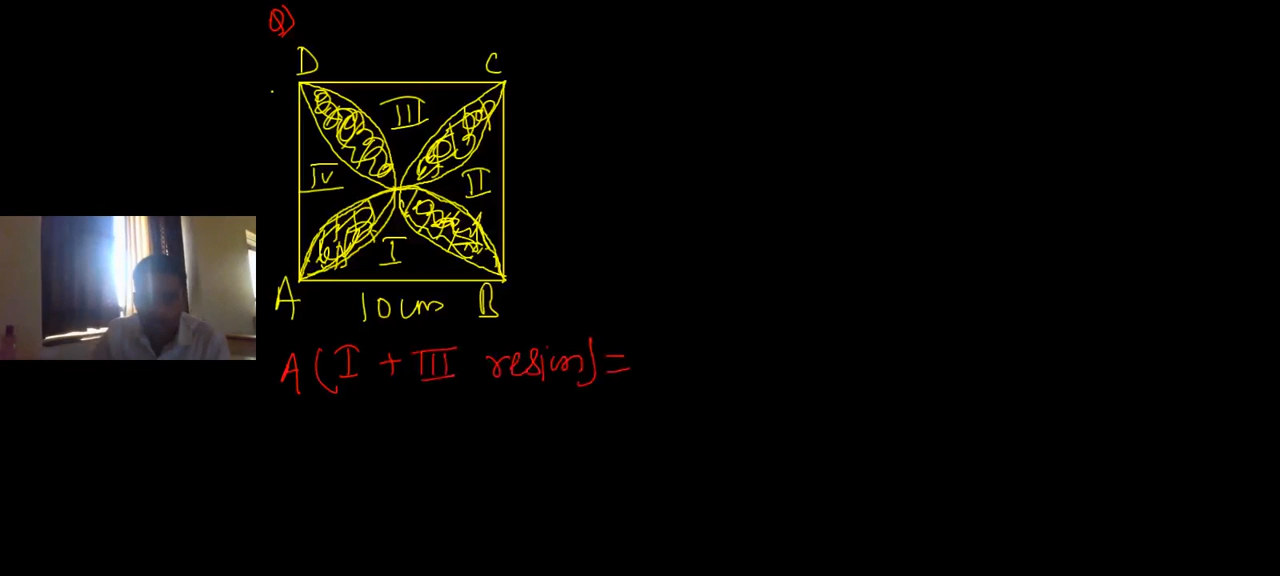 Q)
D C
III
IV II
I
A 10 cm B
A (I + III region) =